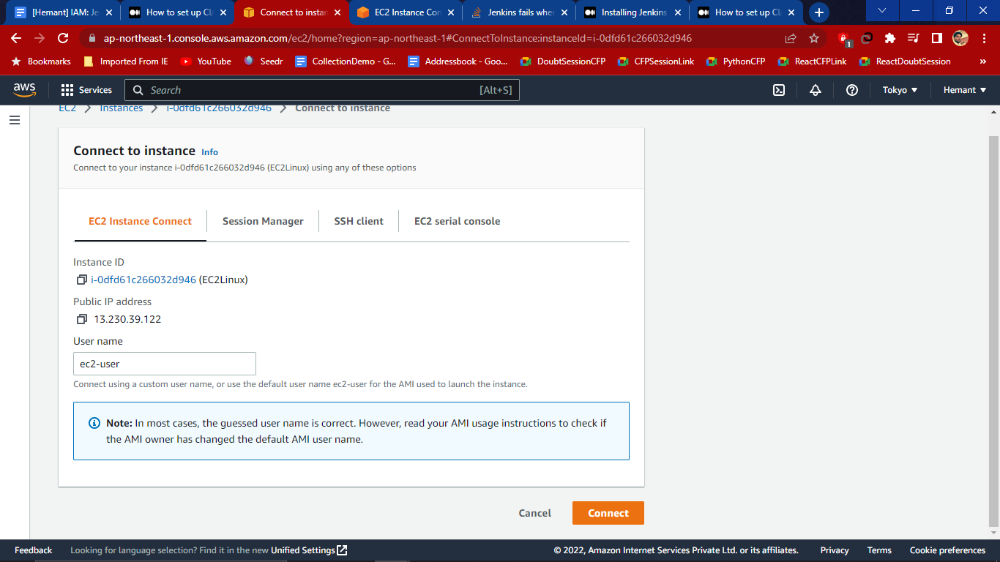 [Hemant] IAM: Je
How to set up CI/
Connect to instan
EC2 Instance Con
Jenkins fails when
Installing Jenkins
How to set up CI/
ap-northeast-1.console.aws.amazon.com/ec2/home?region=ap-northeast-1#ConnectToInstance:instanceId=i-0dfd61c266032d946
1
Bookmarks
Imported From IE
YouTube
Seedr
CollectionDemo - G...
Addressbook - Goo...
DoubtSessionCFP
CFPSessionLink
PythonCFP
ReactCFPLink
ReactDoubtSession
»
aws
Services
Search
[Alt+S]
Tokyo
Hemant
EC2 > Instances > i-0dfd61c266032d946 > Connect to instance
Connect to instance Info
Connect to your instance i-0dfd61c266032d946 (EC2Linux) using any of these options
EC2 Instance Connect
Session Manager
SSH client
EC2 serial console
Instance ID
i-0dfd61c266032d946 (EC2Linux)
Public IP address
13.230.39.122
User name
ec2-user
Connect using a custom user name, or use the default user name ec2-user for the AMI used to launch the instance.
Note: In most cases, the guessed user name is correct. However, read your AMI usage instructions to check if
the AMI owner has changed the default AMI user name.
Cancel
Connect
Feedback
Looking for language selection? Find it in the new Unified Settings
© 2022, Amazon Internet Services Private Ltd. or its affiliates.
Privacy
Terms
Cookie preferences